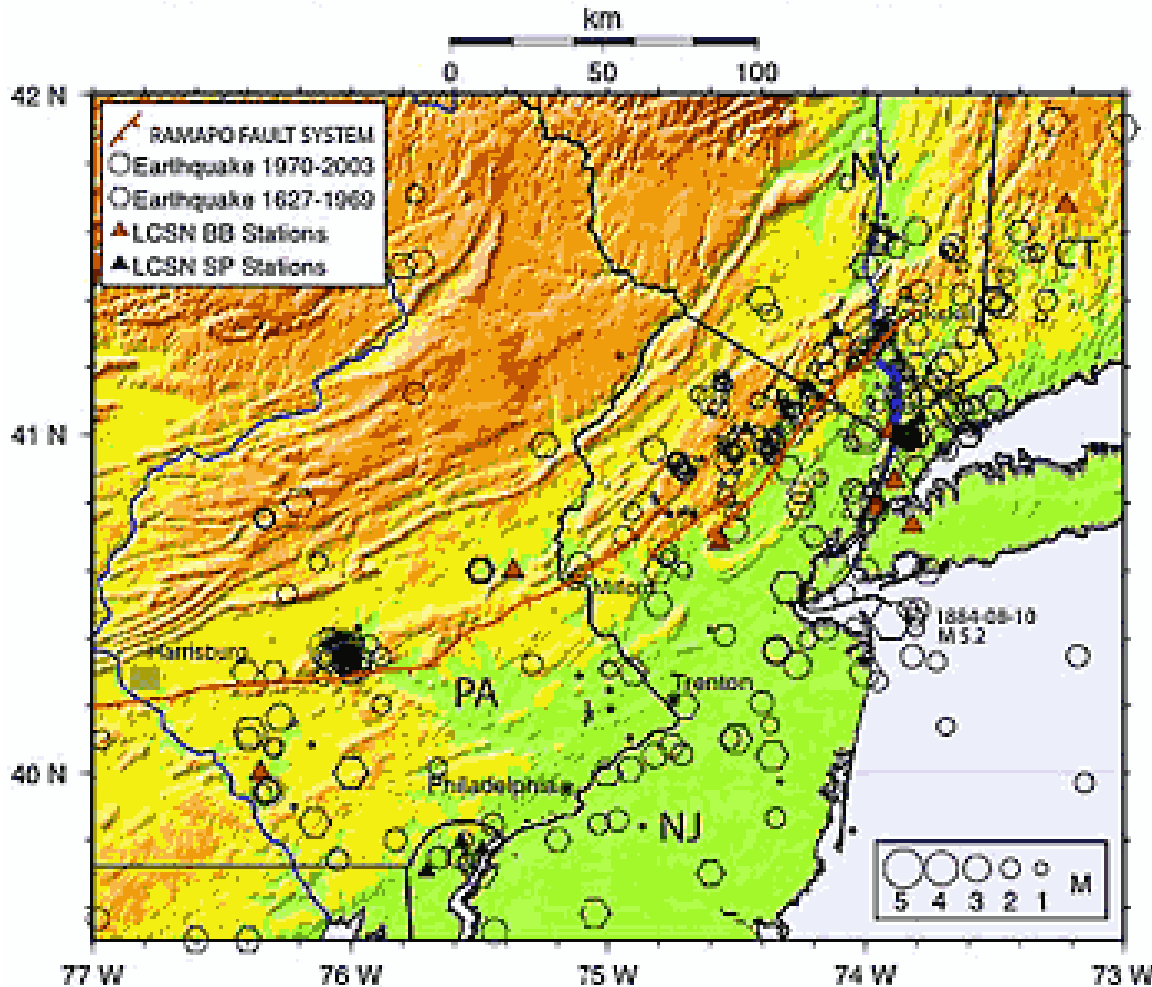 km
0 50 100
42 N
RAMAPO FAULT SYSTEM
Earthquake 1970-2003
Earthquake 1627-1969
LCSN BB Stations
LCSN SP Stations
NY
CT
41 N
Milford
1884-08-10
M 5.2
Harrisburg
PA
Trenton
40 N
Philadelphia
NJ
5 4 3 2 1 M
77 W 76 W 75 W 74 W 73 W